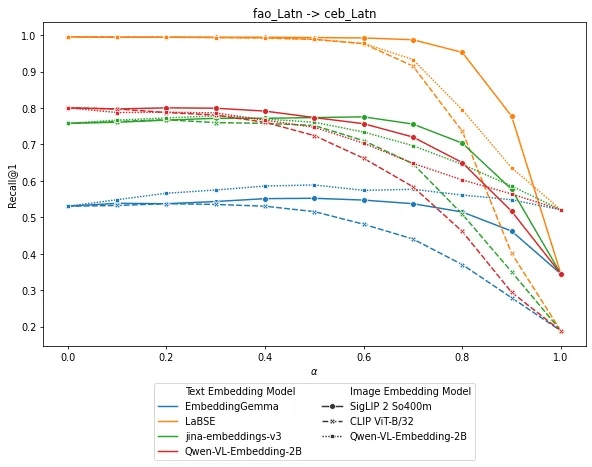 fao_Latn -> ceb_Latn
Recall@1
1.0
0.9
0.8
0.7
0.6
0.5
0.4
0.3
0.2
0.0 0.2 0.4 0.6 0.8 1.0
α
Text Embedding Model
EmbeddingGemma
LaBSE
jina-embeddings-v3
Qwen-VL-Embedding-2B
Image Embedding Model
SigLIP 2 So400m
CLIP ViT-B/32
Qwen-VL-Embedding-2B